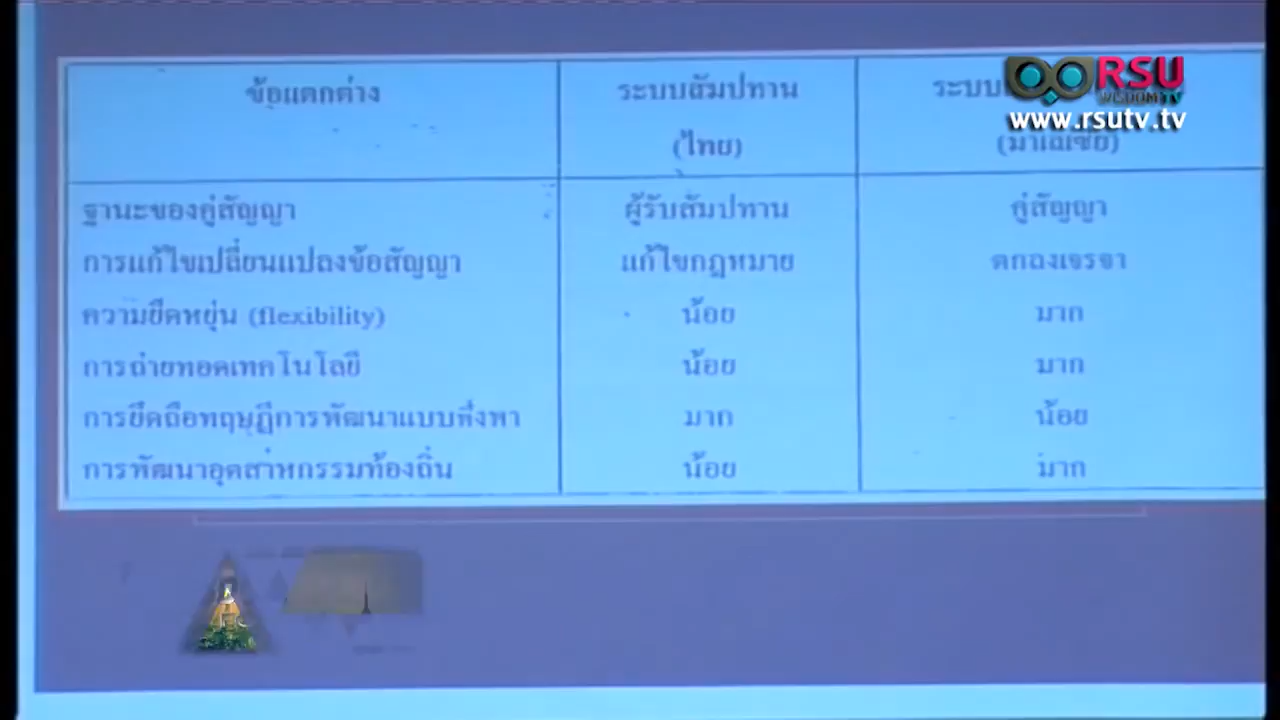 ข้อแตกต่าง ระบบสัมปทาน ระบบ
(ไทย) (มาเลเซีย)
RSU
WISDOM TV
www.rsutv.tv
ฐานะของคู่สัญญา ผู้รับสัมปทาน คู่สัญญา
การแก้ไขเปลี่ยนแปลงข้อสัญญา แก้ไขกฎหมาย ตกลงเจรจา
ความยืดหยุ่น (flexibility) น้อย มาก
การถ่ายทอดเทคโนโลยี น้อย มาก
การยึดถือทฤษฎีการพัฒนาแบบพึ่งพา มาก น้อย
การพัฒนาอุตสาหกรรมท้องถิ่น น้อย มาก